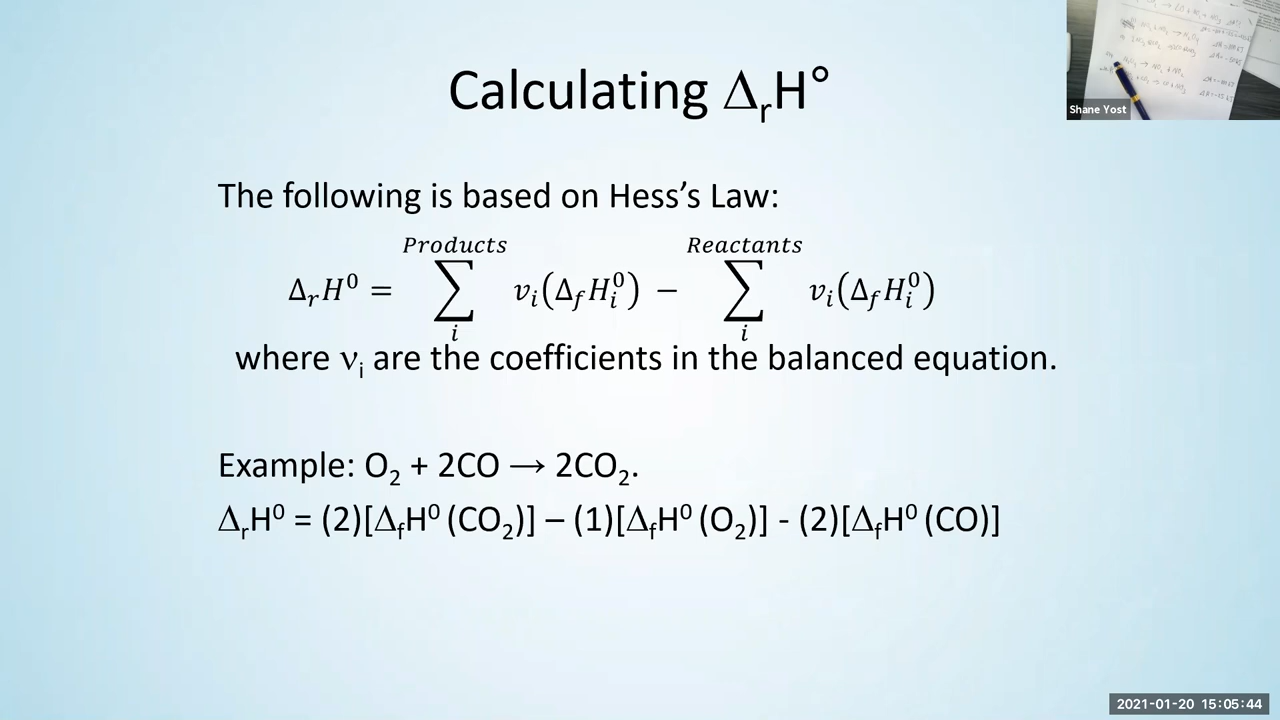 Calculating ΔrH°
Shane Yost
The following is based on Hess’s Law:
Products Reactants
ΔrH⁰ = ∑ νi(ΔfHi⁰) − ∑ νi(ΔfHi⁰)
i i
where νi are the coefficients in the balanced equation.
Example: O₂ + 2CO → 2CO₂.
ΔrH⁰ = (2)[ΔfH⁰ (CO₂)] – (1)[ΔfH⁰ (O₂)] - (2)[ΔfH⁰ (CO)]
2021-01-20 15:05:44